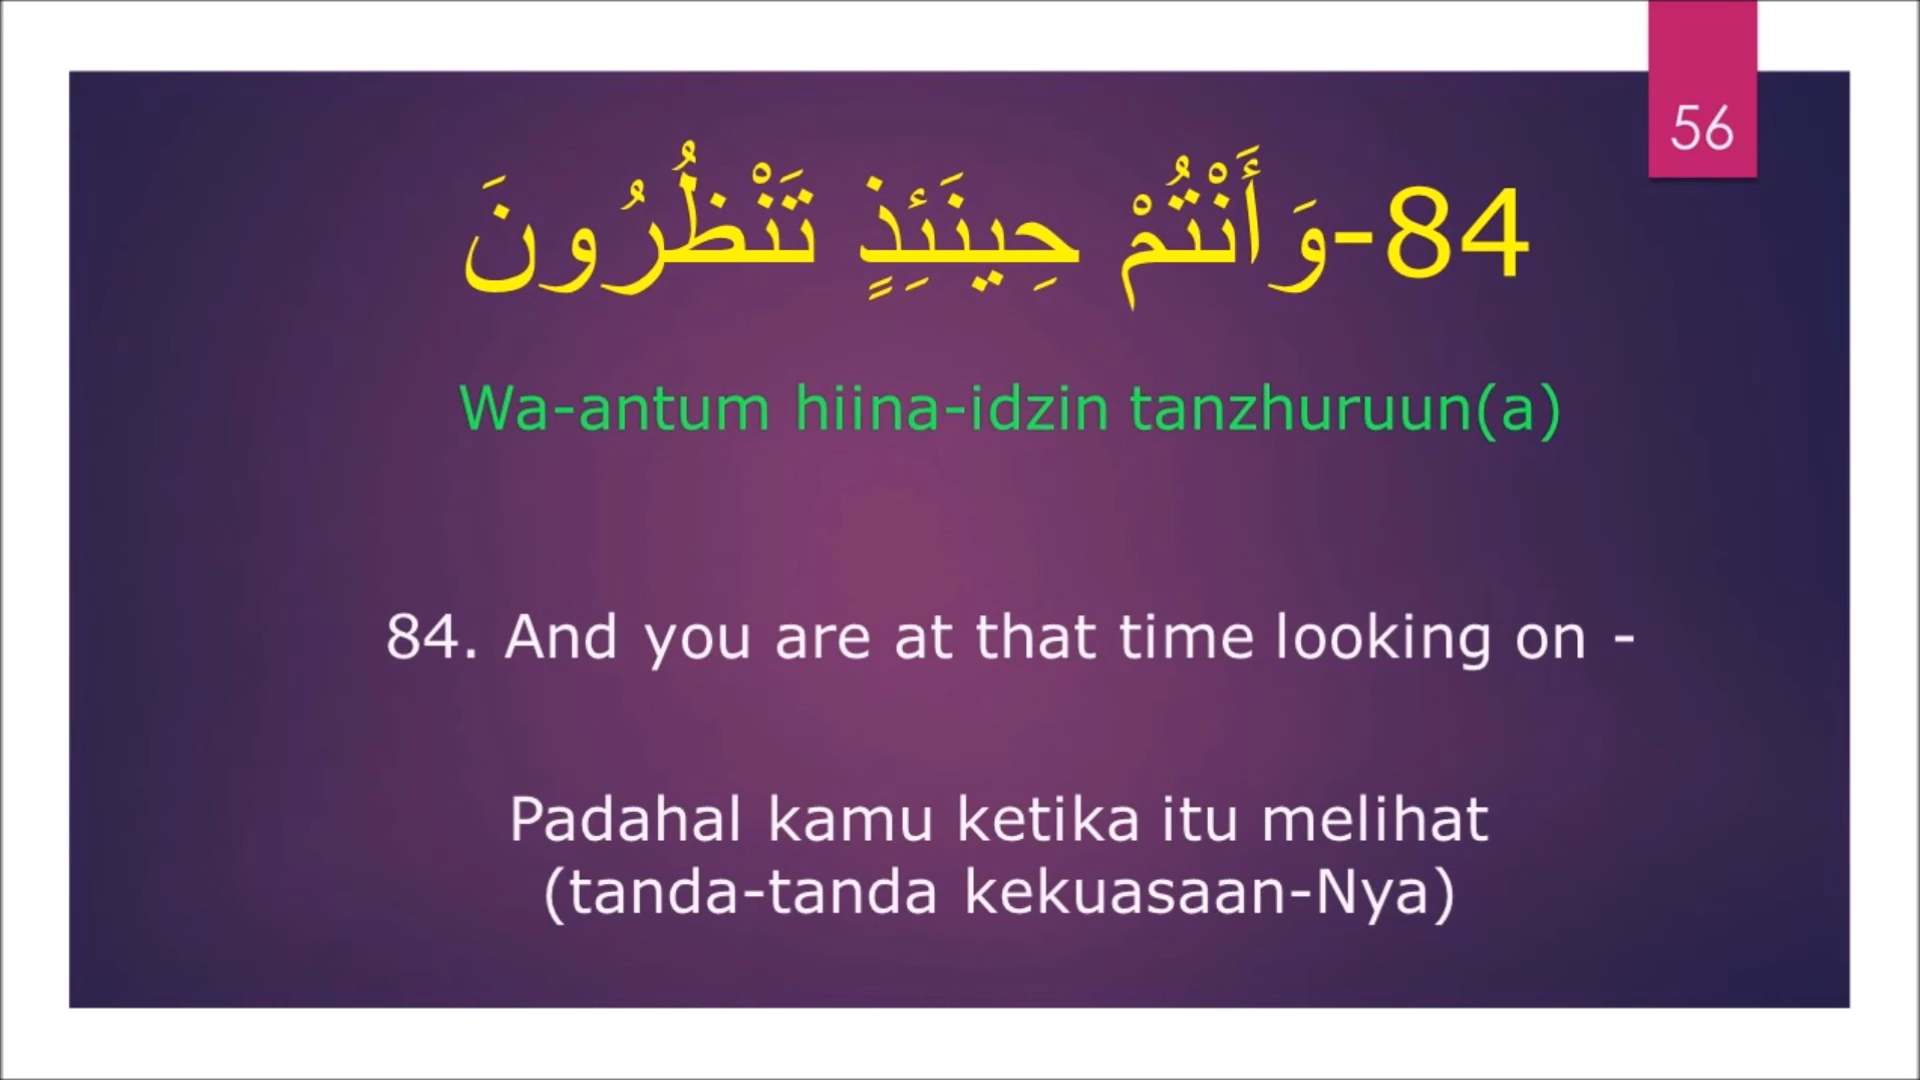 56
84-وَأَنْتُمْ حِينَئِذٍ تَنْظُرُونَ
Wa-antum hiina-idzin tanzhuruun(a)
84. And you are at that time looking on -
Padahal kamu ketika itu melihat
(tanda-tanda kekuasaan-Nya)